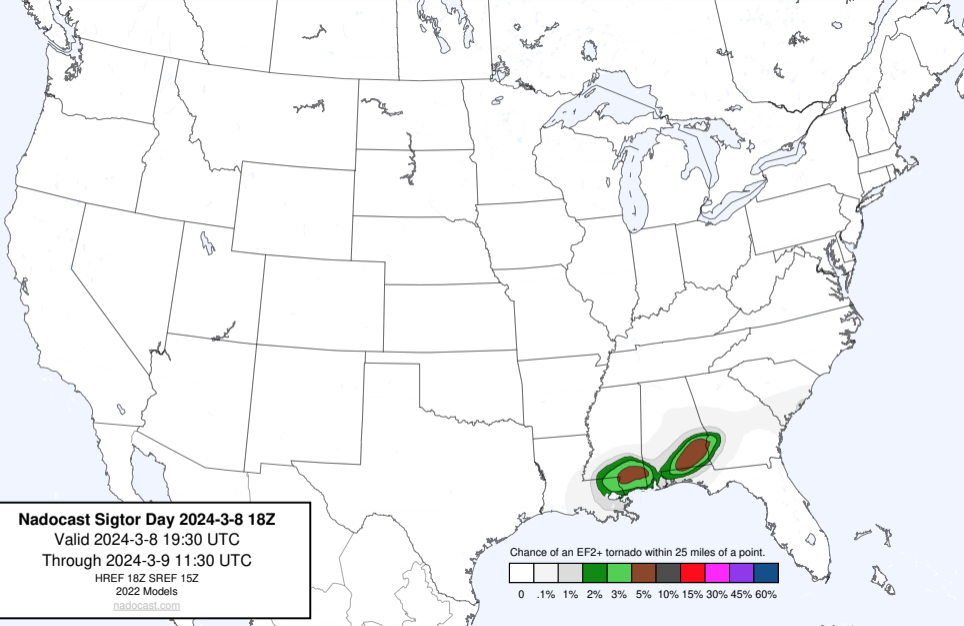 Nadocast Sigtor Day 2024-3-8 18Z
Valid 2024-3-8 19:30 UTC
Through 2024-3-9 11:30 UTC
HREF 18Z SREF 15Z
2022 Models
nadocast.com
Chance of an EF2+ tornado within 25 miles of a point.
0 .1% 1% 2% 3% 5% 10% 15% 30% 45% 60%